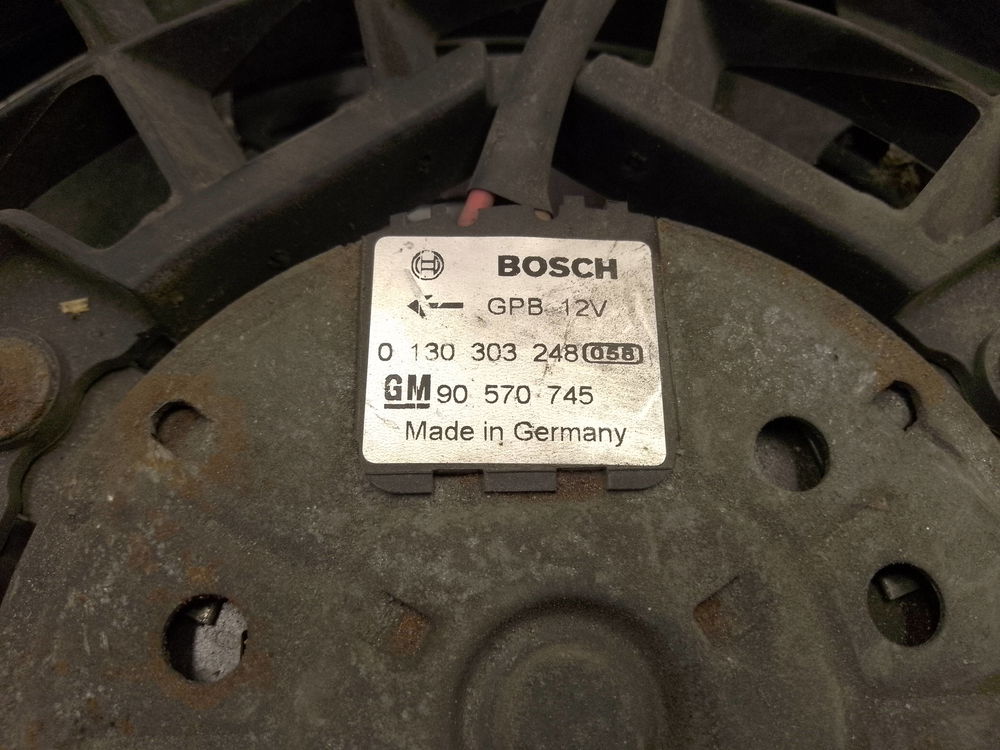 BOSCH
GPB 12V
0 130 303 248 058
GM 90 570 745
Made in Germany